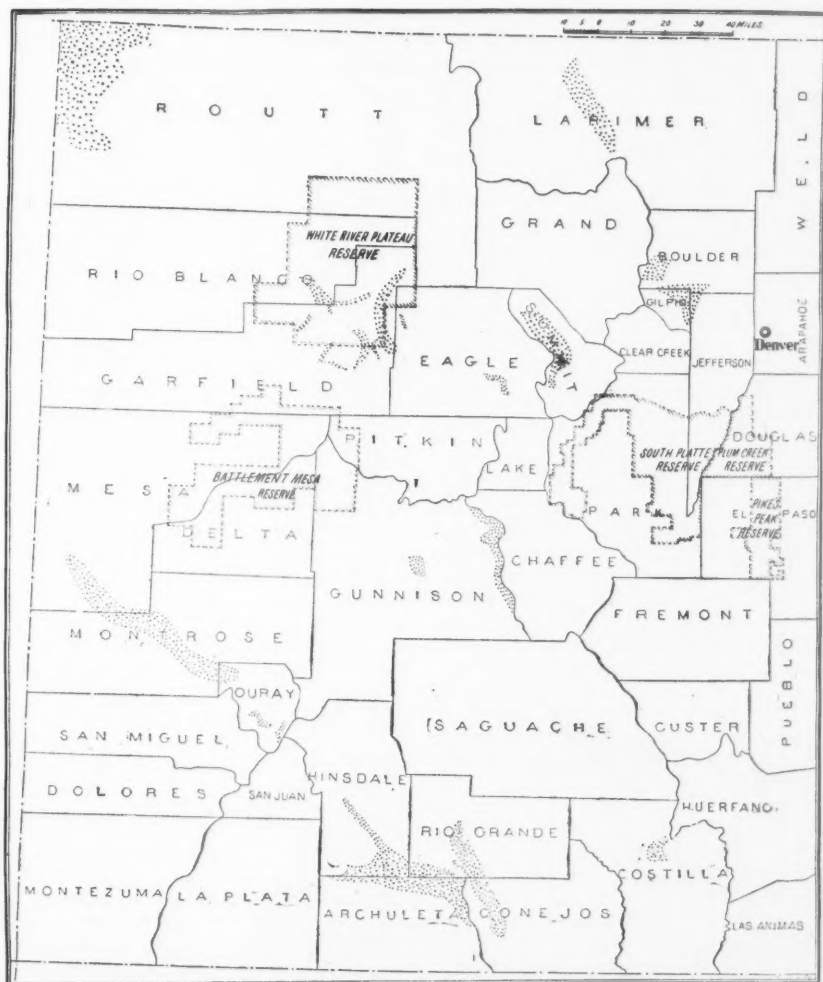 10 5 0 10 20 30 40 MILES.
ROUTT
LARIMER
WELD
GRAND
WHITE RIVER PLATEAU
RESERVE
BOULDER
RIO BLANCO
GILPIN
SUMMIT
Denver
ARAPAHOE
EAGLE
CLEAR CREEK
JEFFERSON
GARFIELD
PITKIN
DOUGLAS
LAKE
SOUTH PLATTE
RESERVE
PLUM CREEK
RESERVE
BATTLEMENT MESA
RESERVE
MESA
PARK
EL PASO
PIKES
PEAK
RESERVE
DELTA
CHAFFEE
GUNNISON
FREMONT
MONTROSE
PUEBLO
OURAY
SAGUACHE
CUSTER
SAN MIGUEL
HINSDALE
DOLORES
SAN JUAN
HUERFANO
RIO GRANDE
COSTILLA
MONTEZUMA
LA PLATA
ARCHULETA
CONEJOS
LAS ANIMAS